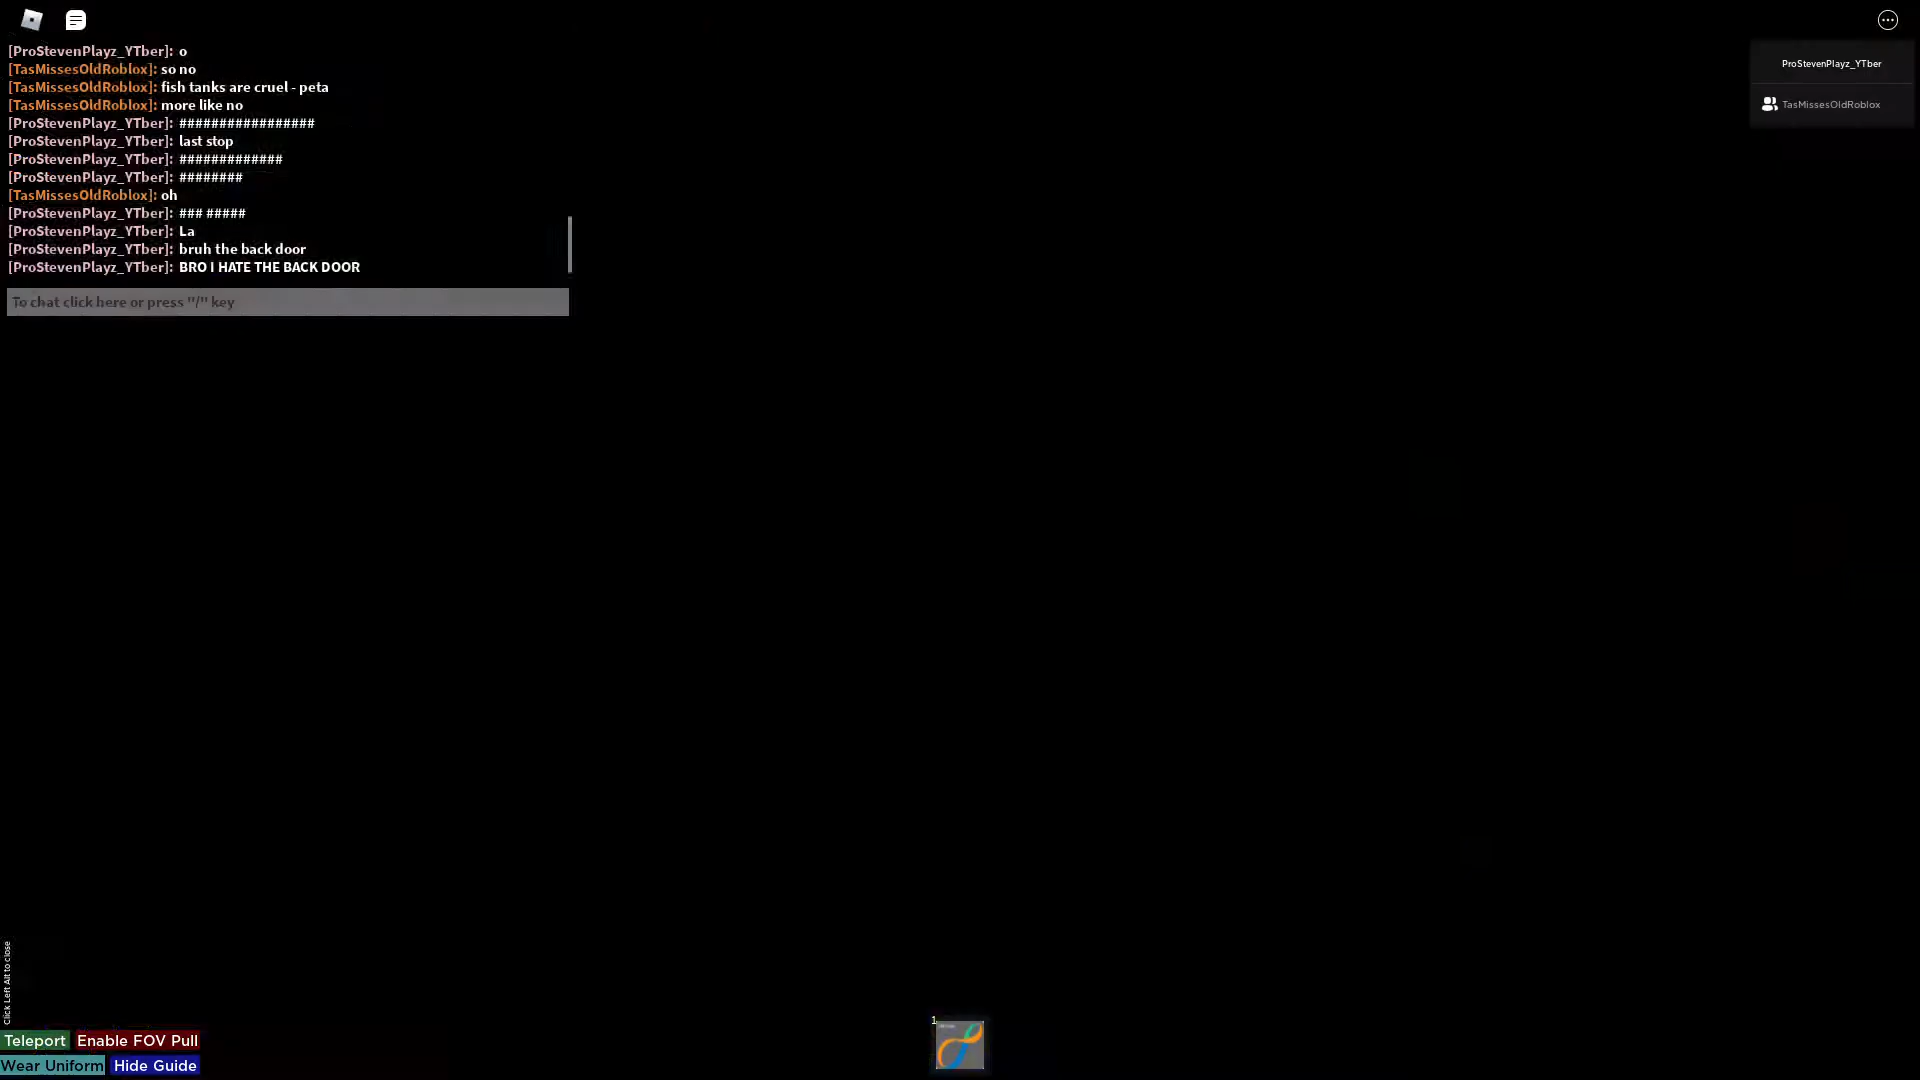 [ProStevenPlayz_YTber]: o
ProStevenPlayz_YTber
[TasMissesOldRoblox]: so no
[TasMissesOldRoblox]: fish tanks are cruel - peta
[TasMissesOldRoblox]: more like no
TasMissesOldRoblox
[ProStevenPlayz_YTber]: #################
[ProStevenPlayz_YTber]: last stop
[ProStevenPlayz_YTber]: #############
[ProStevenPlayz_YTber]: ########
[TasMissesOldRoblox]: oh
[ProStevenPlayz_YTber]: ### #####
[ProStevenPlayz_YTber]: La
[ProStevenPlayz_YTber]: bruh the back door
[ProStevenPlayz_YTber]: BRO I HATE THE BACK DOOR
To chat click here or press "/" key
Click Left Alt to close
1
Teleport Enable FOV Pull
Wear Uniform Hide Guide